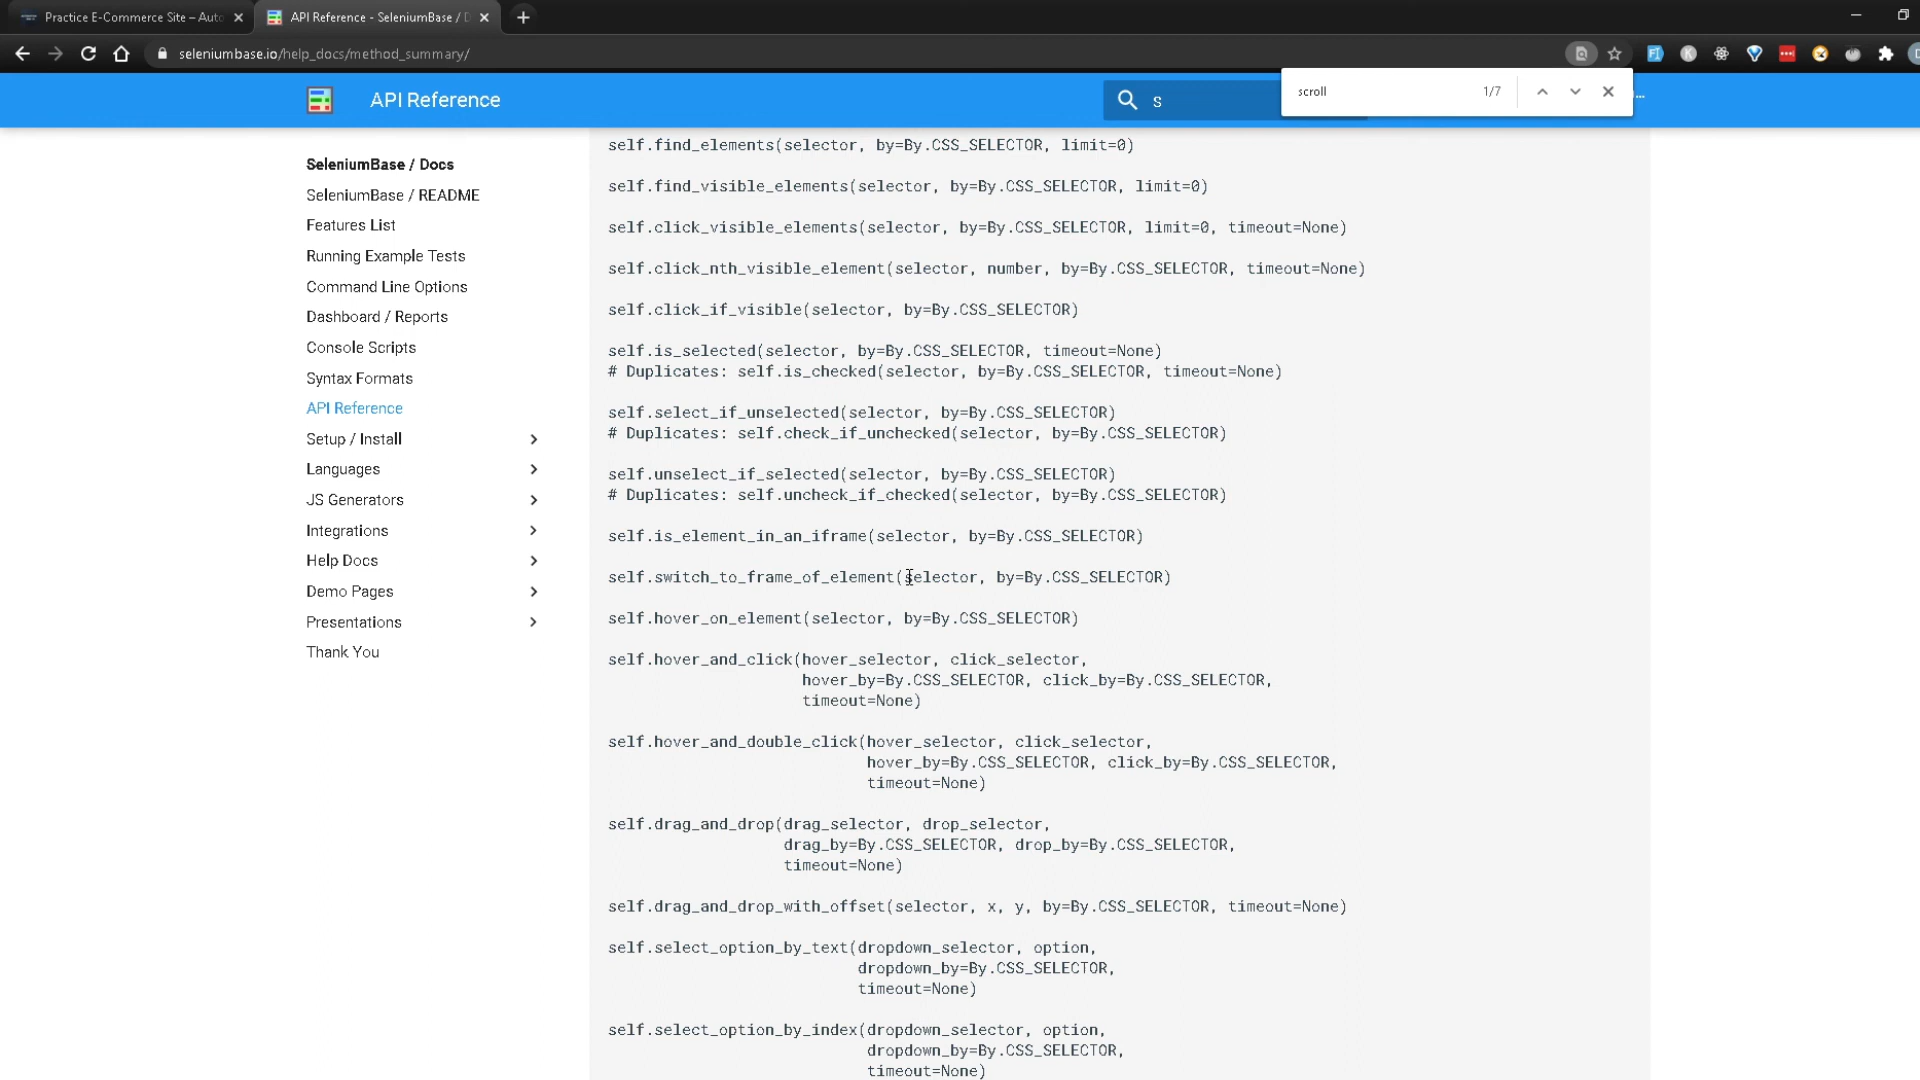 Practice E-Commerce Site – Auto
API Reference - SeleniumBase / D
seleniumbase.io/help_docs/method_summary/
API Reference
S
scroll
1/7
SeleniumBase / Docs
SeleniumBase / README
Features List
Running Example Tests
Command Line Options
Dashboard / Reports
Console Scripts
Syntax Formats
API Reference
Setup / Install
Languages
JS Generators
Integrations
Help Docs
Demo Pages
Presentations
Thank You
self.find_elements(selector, by=By.CSS_SELECTOR, limit=0)
self.find_visible_elements(selector, by=By.CSS_SELECTOR, limit=0)
self.click_visible_elements(selector, by=By.CSS_SELECTOR, limit=0, timeout=None)
self.click_nth_visible_element(selector, number, by=By.CSS_SELECTOR, timeout=None)
self.click_if_visible(selector, by=By.CSS_SELECTOR)
self.is_selected(selector, by=By.CSS_SELECTOR, timeout=None)
# Duplicates: self.is_checked(selector, by=By.CSS_SELECTOR, timeout=None)
self.select_if_unselected(selector, by=By.CSS_SELECTOR)
# Duplicates: self.check_if_unchecked(selector, by=By.CSS_SELECTOR)
self.unselect_if_selected(selector, by=By.CSS_SELECTOR)
# Duplicates: self.uncheck_if_checked(selector, by=By.CSS_SELECTOR)
self.is_element_in_an_iframe(selector, by=By.CSS_SELECTOR)
self.switch_to_frame_of_element(selector, by=By.CSS_SELECTOR)
self.hover_on_element(selector, by=By.CSS_SELECTOR)
self.hover_and_click(hover_selector, click_selector,
hover_by=By.CSS_SELECTOR, click_by=By.CSS_SELECTOR,
timeout=None)
self.hover_and_double_click(hover_selector, click_selector,
hover_by=By.CSS_SELECTOR, click_by=By.CSS_SELECTOR,
timeout=None)
self.drag_and_drop(drag_selector, drop_selector,
drag_by=By.CSS_SELECTOR, drop_by=By.CSS_SELECTOR,
timeout=None)
self.drag_and_drop_with_offset(selector, x, y, by=By.CSS_SELECTOR, timeout=None)
self.select_option_by_text(dropdown_selector, option,
dropdown_by=By.CSS_SELECTOR,
timeout=None)
self.select_option_by_index(dropdown_selector, option,
dropdown_by=By.CSS_SELECTOR,
timeout=None)